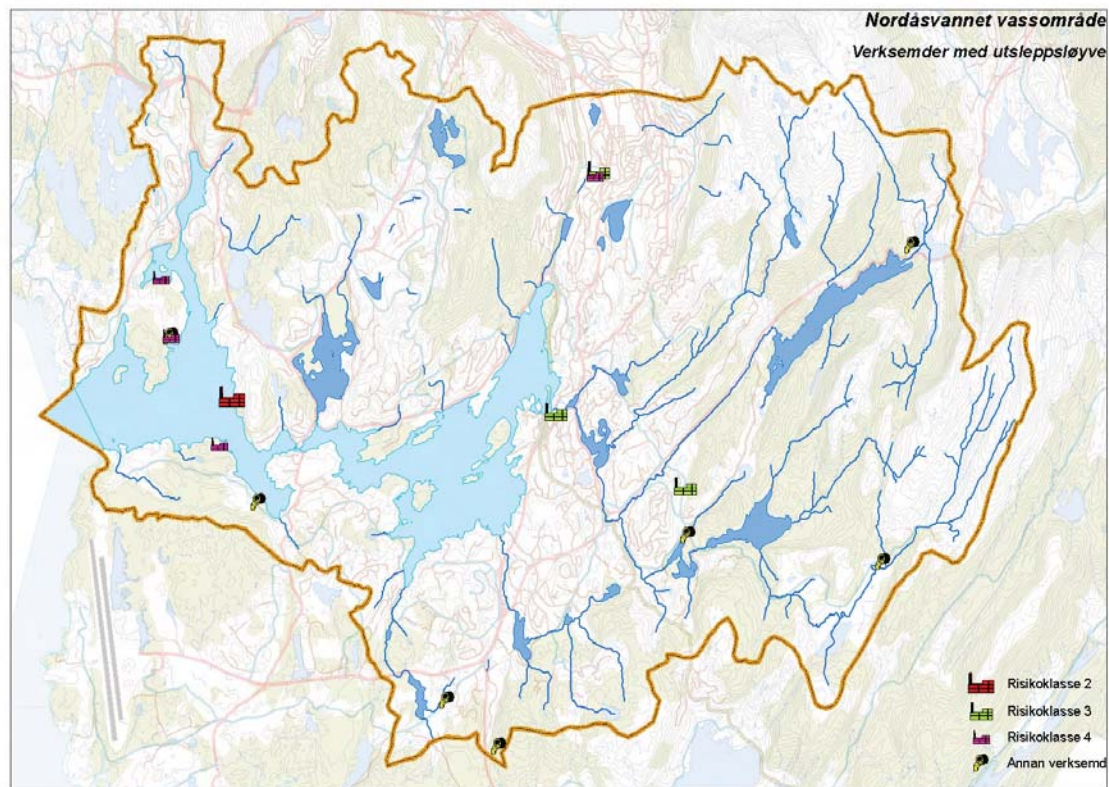 Nordåsvannet vassområde
Verksemder med utsleppsløyve
Risikoklasse 2
Risikoklasse 3
Risikoklasse 4
Annan verksemd